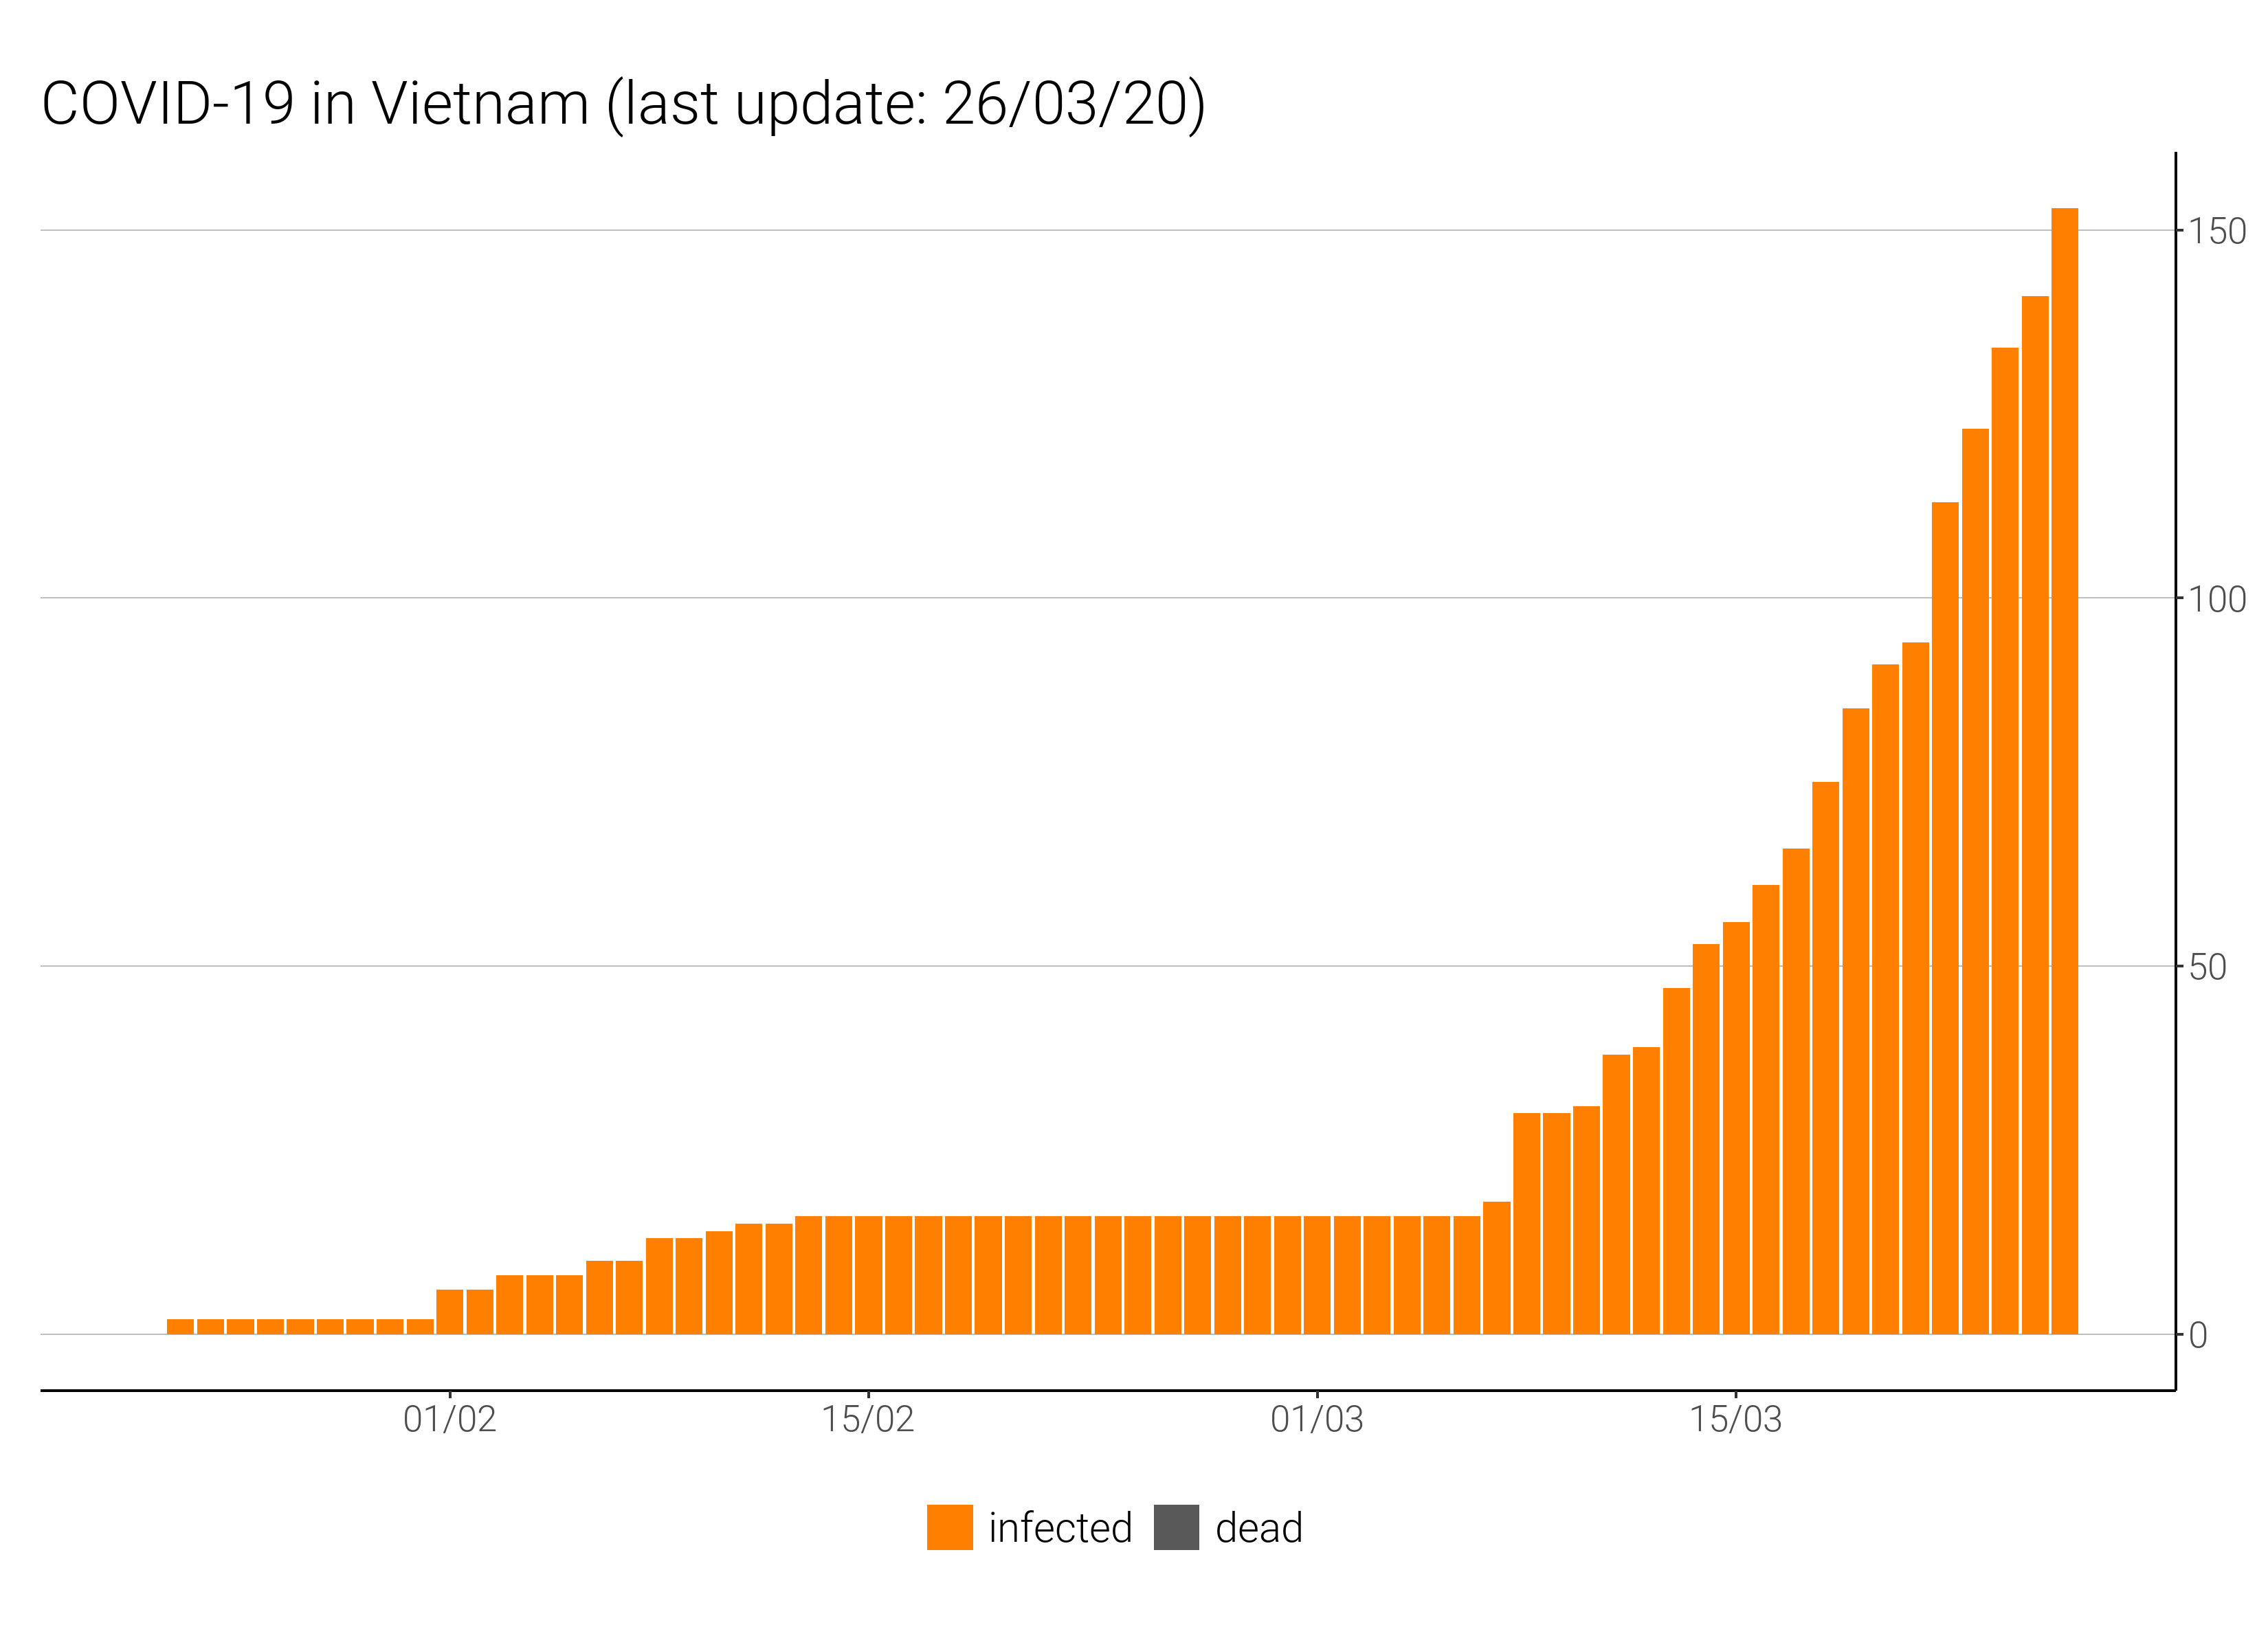 COVID-19 in Vietnam (last update: 26/03/20)
150
100
50
0
01/02 15/02 01/03 15/03
infected dead